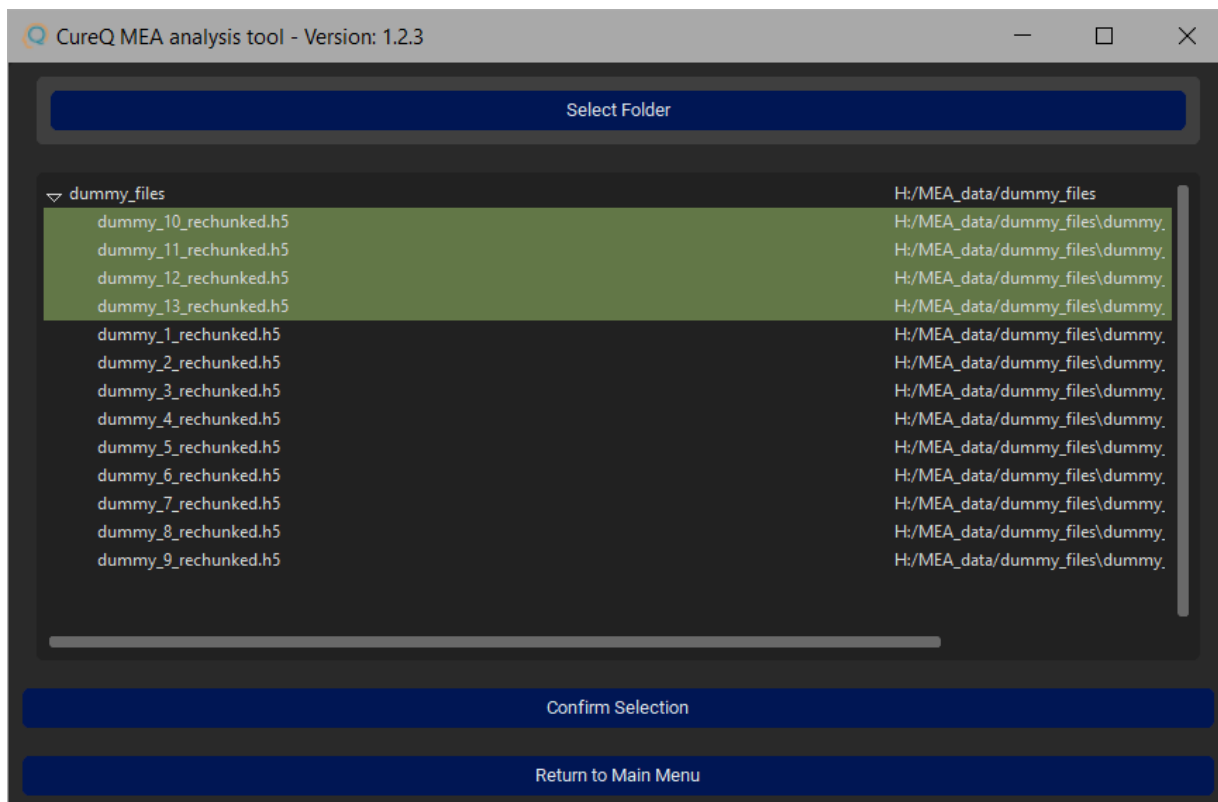 CureQ MEA analysis tool - Version: 1.2.3
Select Folder
dummy_files H:/MEA_data/dummy_files
dummy_10_rechunked.h5 H:/MEA_data/dummy_files\dummy_
dummy_11_rechunked.h5 H:/MEA_data/dummy_files\dummy_
dummy_12_rechunked.h5 H:/MEA_data/dummy_files\dummy_
dummy_13_rechunked.h5 H:/MEA_data/dummy_files\dummy_
dummy_1_rechunked.h5 H:/MEA_data/dummy_files\dummy_
dummy_2_rechunked.h5 H:/MEA_data/dummy_files\dummy_
dummy_3_rechunked.h5 H:/MEA_data/dummy_files\dummy_
dummy_4_rechunked.h5 H:/MEA_data/dummy_files\dummy_
dummy_5_rechunked.h5 H:/MEA_data/dummy_files\dummy_
dummy_6_rechunked.h5 H:/MEA_data/dummy_files\dummy_
dummy_7_rechunked.h5 H:/MEA_data/dummy_files\dummy_
dummy_8_rechunked.h5 H:/MEA_data/dummy_files\dummy_
dummy_9_rechunked.h5 H:/MEA_data/dummy_files\dummy_
Confirm Selection
Return to Main Menu